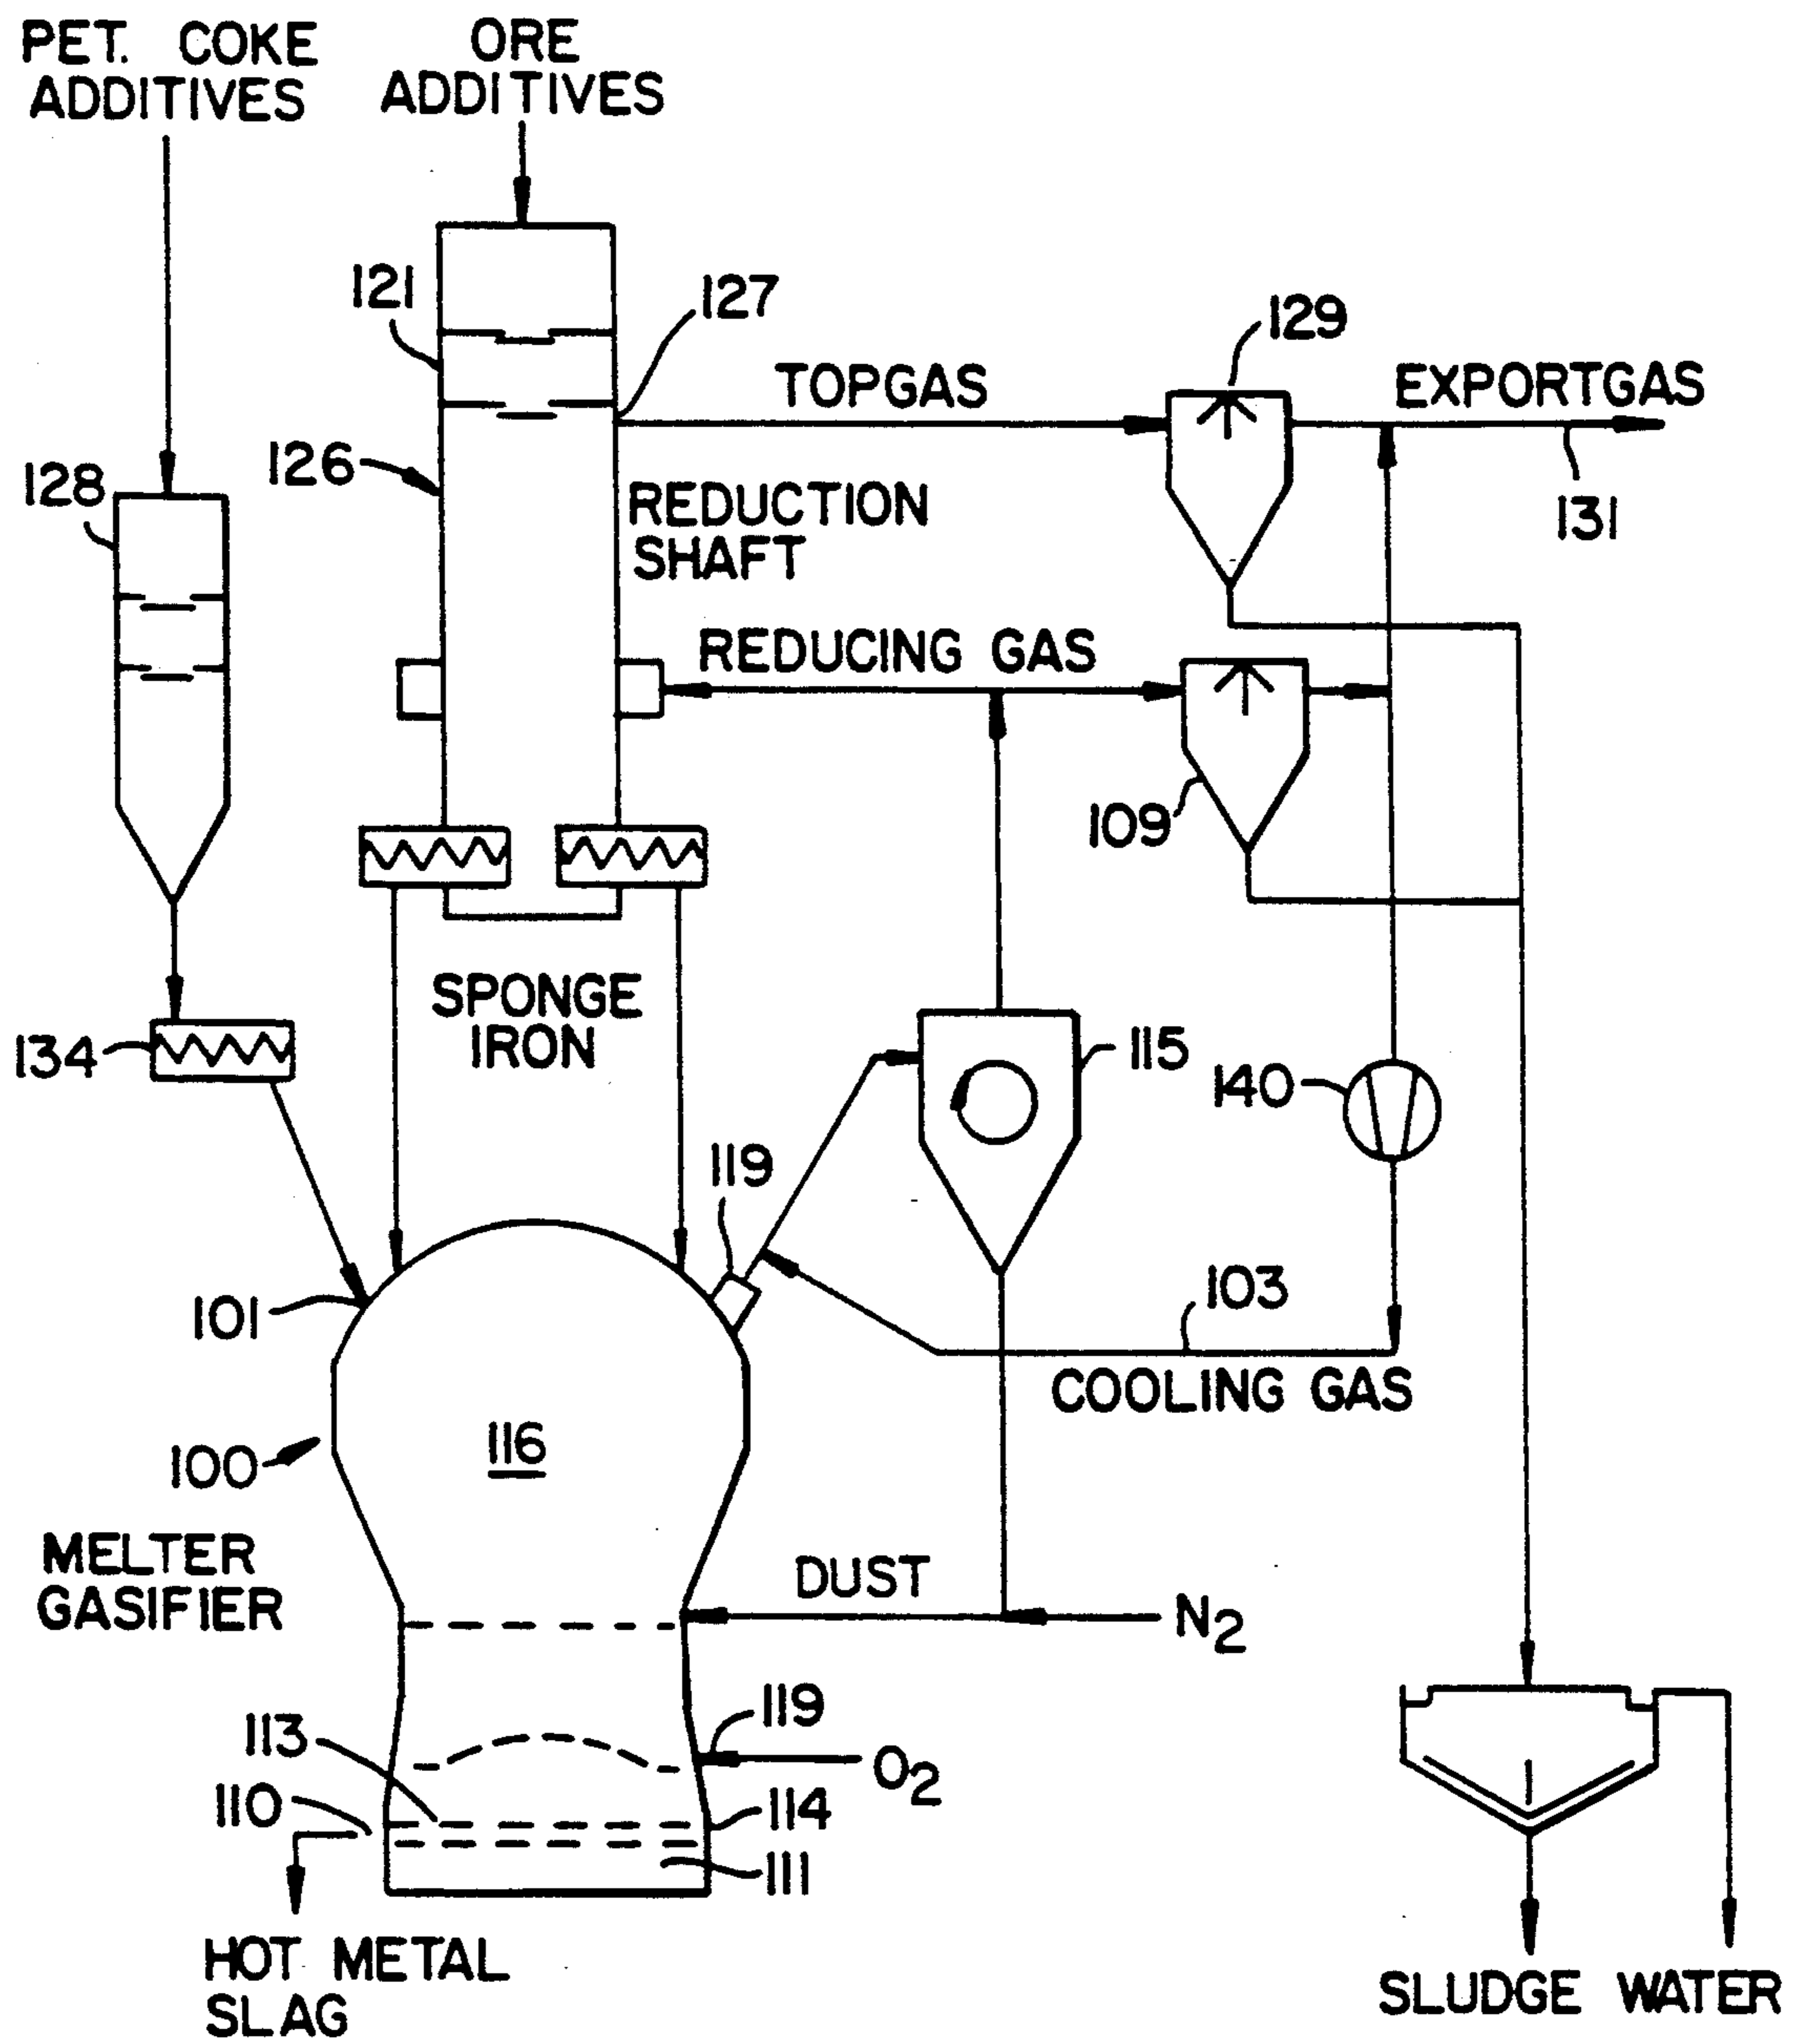 PET. COKE
ADDITIVES
ORE
ADDITIVES
121
127
129
TOPGAS
EXPORTGAS
126
128
131
REDUCTION
SHAFT
REDUCING GAS
109
SPONGE
IRON
134
115
140
119
101
103
COOLING GAS
100
116
MELTER
GASIFIER
DUST
N2
119
113
O2
110
114
111
HOT METAL
SLAG
SLUDGE WATER